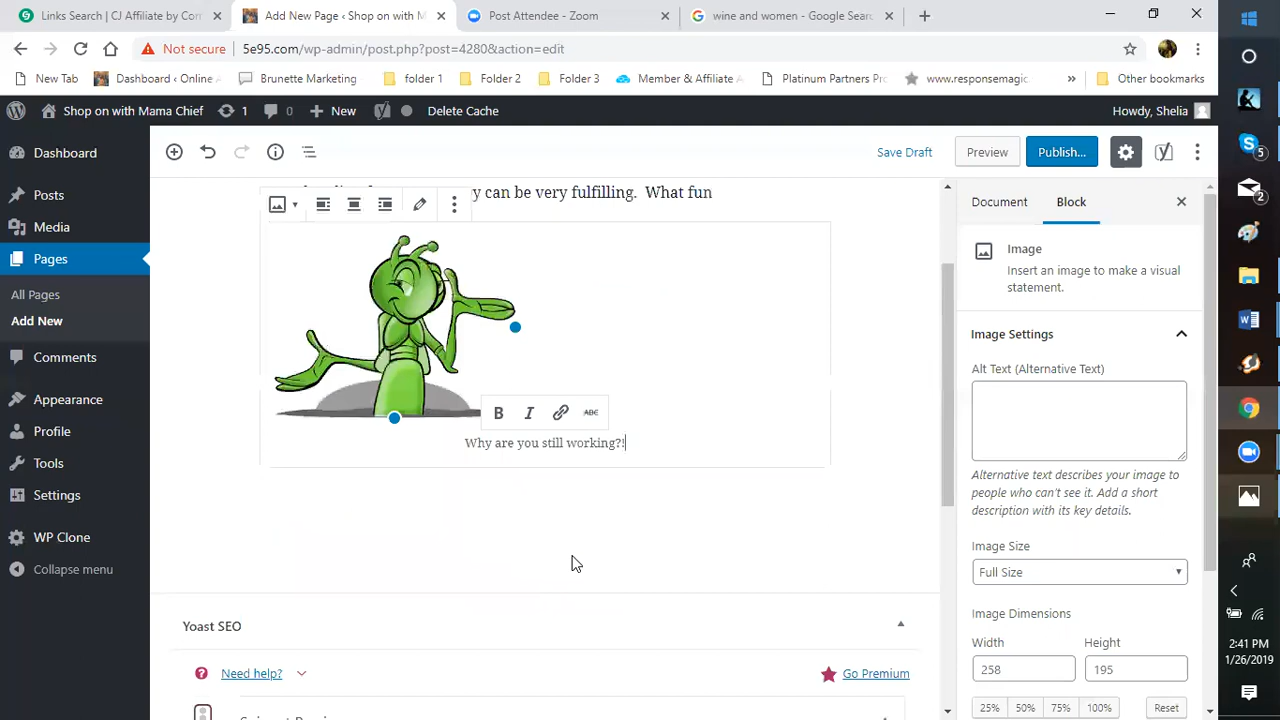 Links Search | CJ Affiliate by Con
Add New Page ‹ Shop on with M
Post Attendee - Zoom
wine and women - Google Sear
Not secure
5e95.com/wp-admin/post.php?post=4280&action=edit
New Tab
Dashboard ‹ Online
Brunette Marketing
folder 1
Folder 2
Folder 3
Member & Affiliate
Platinum Partners Pr
www.responsemagic.
»
Other bookmarks
Shop on with Mama Chief
1
0
New
Delete Cache
Howdy, Shelia
Dashboard
Posts
Media
Pages
All Pages
Add New
Comments
Appearance
Profile
Tools
Settings
WP Clone
Collapse menu
Save Draft
Preview
Publish...
can be very fulfilling.  What fun
B
I
ABC
Why are you still working?!
Yoast SEO
Need help?
Go Premium
Document
Block
Image
Insert an image to make a visual
statement.
Image Settings
Alt Text (Alternative Text)
Alternative text describes your image to
people who can't see it. Add a short
description with its key details.
Image Size
Full Size
Image Dimensions
Width
Height
258
195
25%
50%
75%
100%
Reset
5
2
2:41 PM
1/26/2019